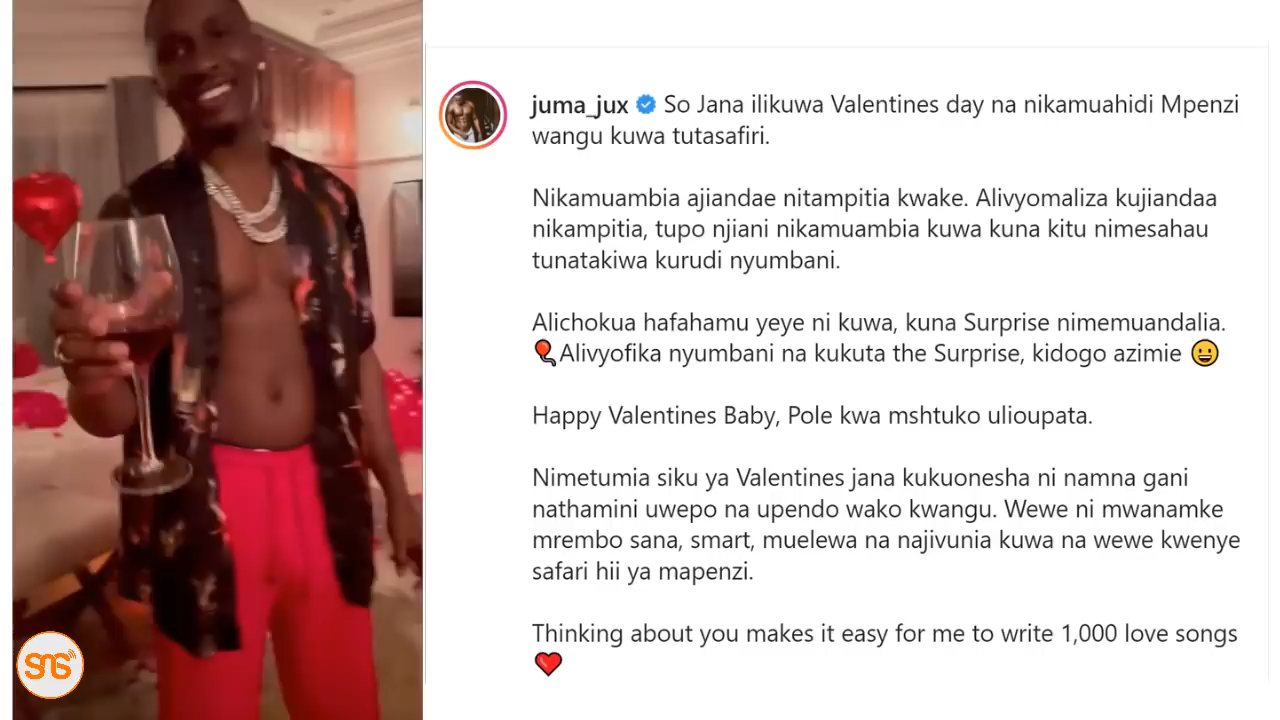 juma_jux So Jana ilikuwa Valentines day na nikamuahidi Mpenzi
wangu kuwa tutasafiri.
Nikamuambia ajiandae nitampitia kwake. Alivyomaliza kujiandaa
nikampitia, tupo njiani nikamuambia kuwa kuna kitu nimesahau
tunatakiwa kurudi nyumbani.
Alichokua hafahamu yeye ni kuwa, kuna Surprise nimemuandalia.
🎈Alivyofika nyumbani na kukuta the Surprise, kidogo azimie 😀
Happy Valentines Baby, Pole kwa mshtuko ulioupata.
Nimetumia siku ya Valentines jana kukuonesha ni namna gani
nathamini uwepo na upendo wako kwangu. Wewe ni mwanamke
mrembo sana, smart, muelewa na najivunia kuwa na wewe kwenye
safari hii ya mapenzi.
Thinking about you makes it easy for me to write 1,000 love songs
❤️
SNS